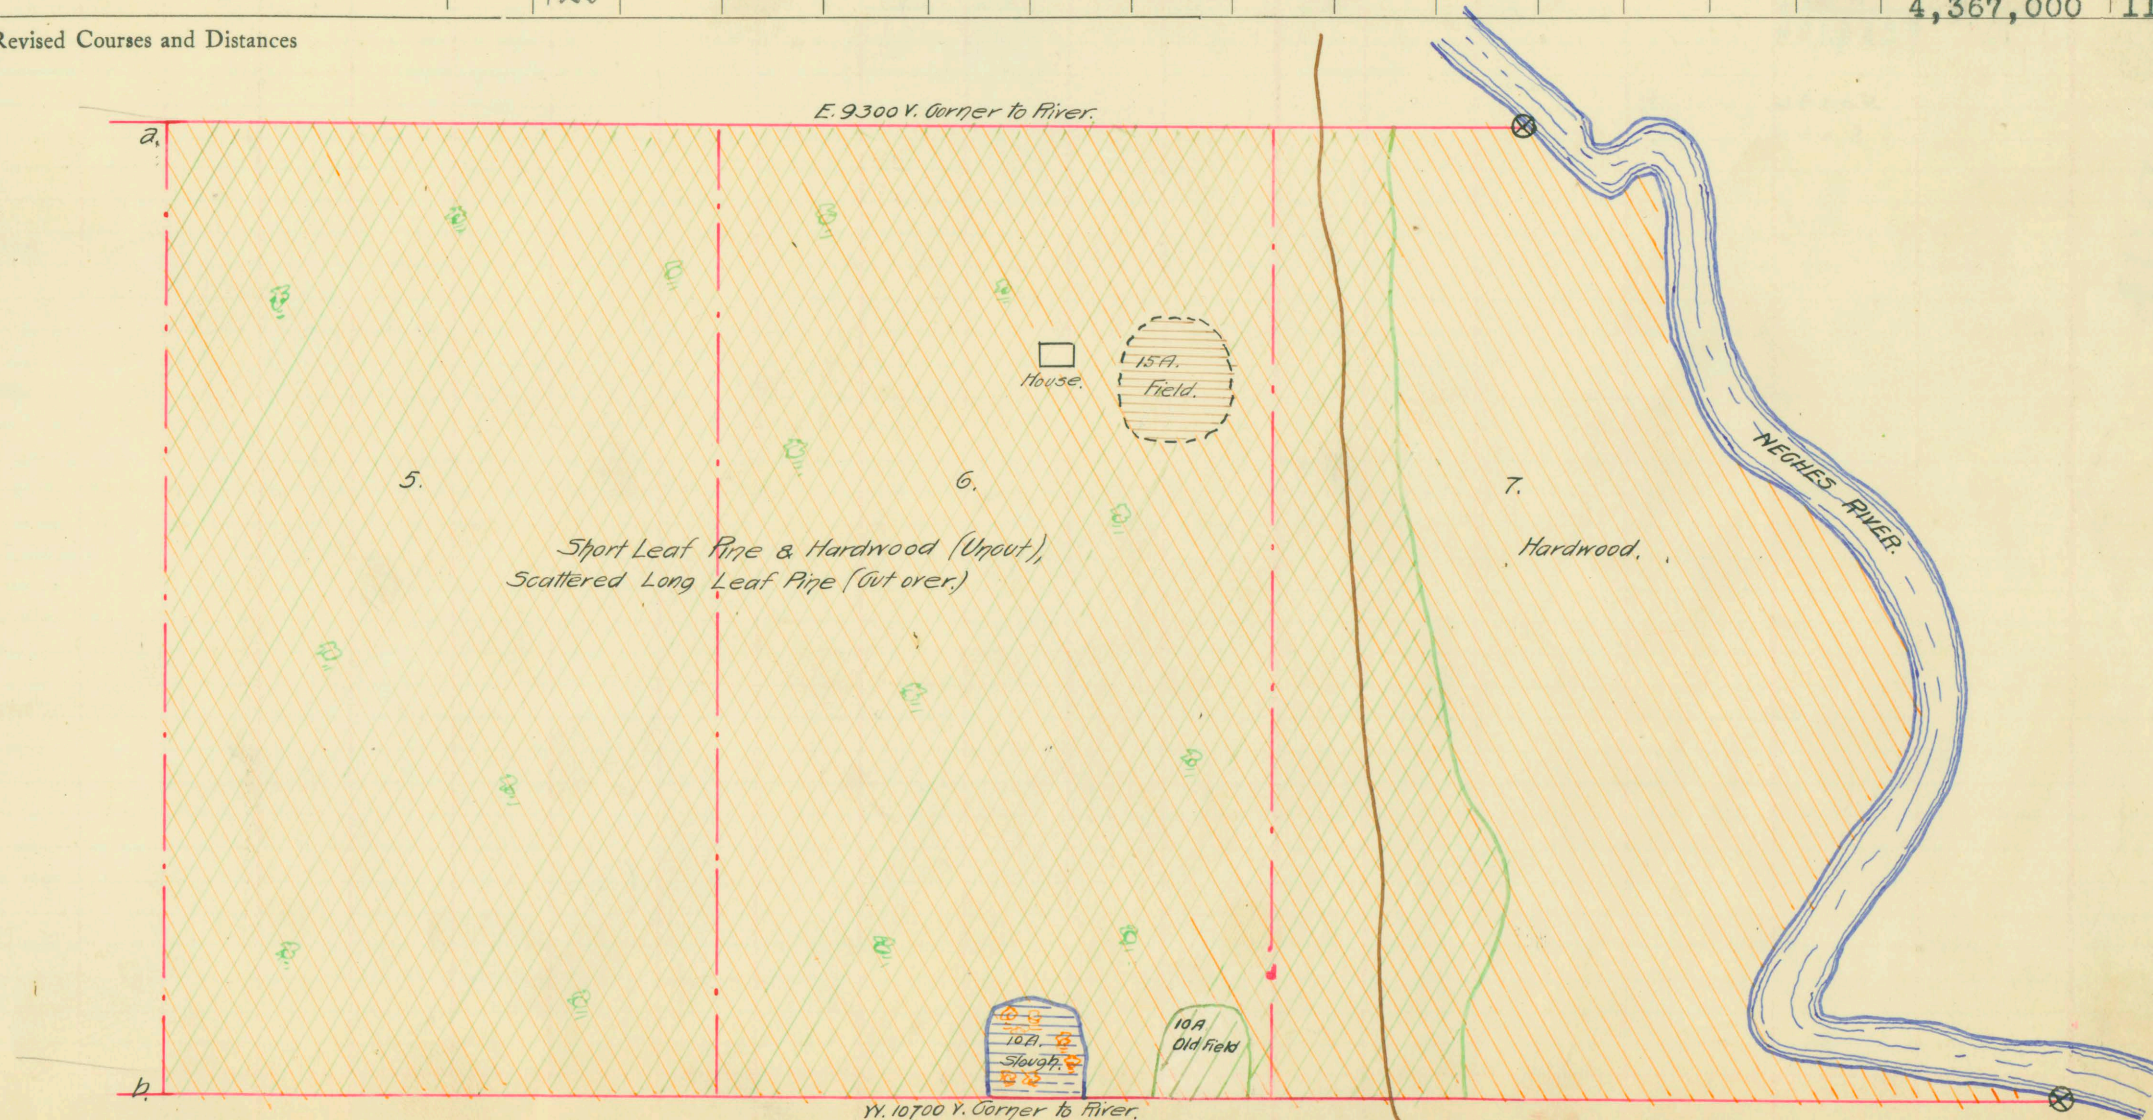 4,367,000
Revised Courses and Distances
E. 9300 V. Corner to River.
a.
15A.
Field.
House.
5.
6.
7.
NECHES RIVER.
Short Leaf Pine & Hardwood (Uncut),
Scattered Long Leaf Pine (Cut over.)
Hardwood.
10A.
Slough.
10A
Old Field
b.
W. 10700 V. Corner to River.